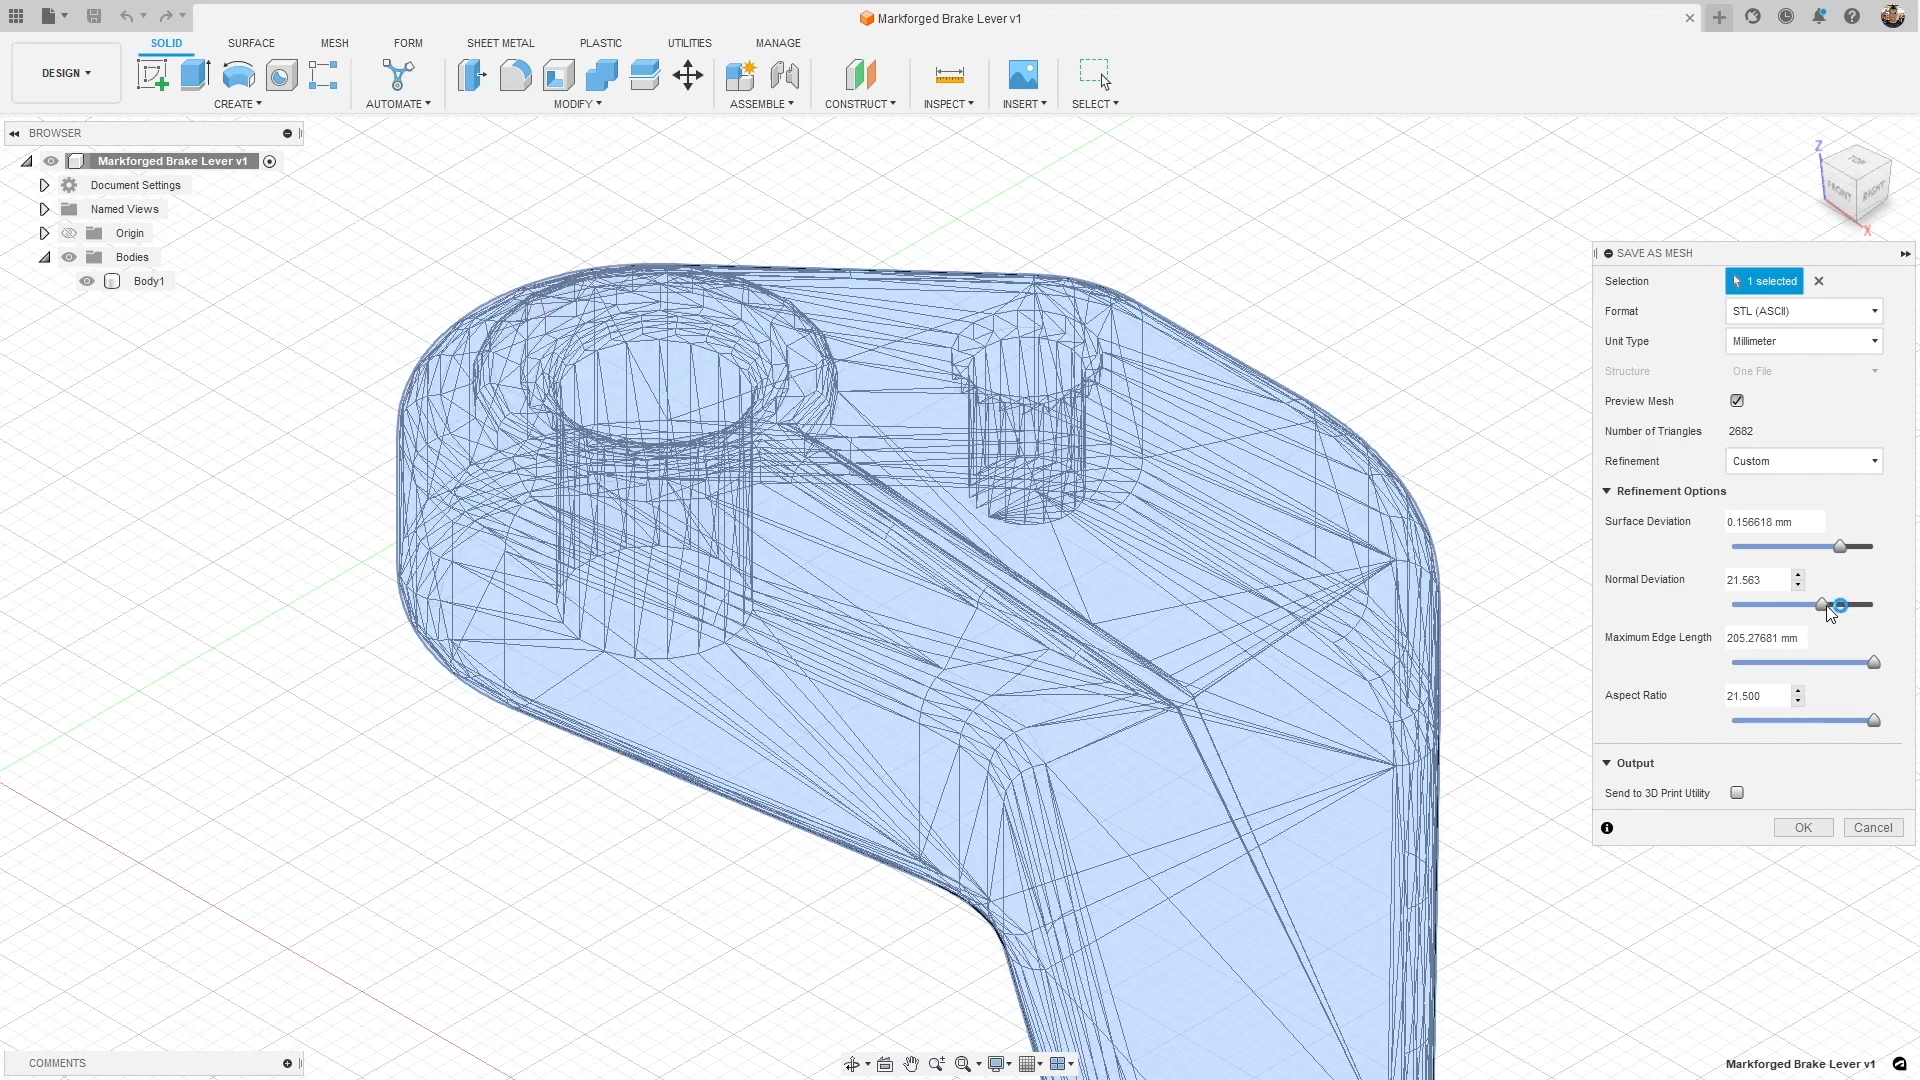 Markforged Brake Lever v1
SOLID
SURFACE
MESH
FORM
SHEET METAL
PLASTIC
UTILITIES
MANAGE
DESIGN
CREATE
AUTOMATE
MODIFY
ASSEMBLE
CONSTRUCT
INSPECT
INSERT
SELECT
BROWSER
Markforged Brake Lever v1
Document Settings
Named Views
Origin
Bodies
Body1
Z
TOP
FRONT
RIGHT
X
SAVE AS MESH
Selection 1 selected
Format STL (ASCII)
Unit Type Millimeter
Structure One File
Preview Mesh
Number of Triangles 2682
Refinement Custom
Refinement Options
Surface Deviation 0.156618 mm
Normal Deviation 21.563
Maximum Edge Length 205.27681 mm
Aspect Ratio 21.500
Output
Send to 3D Print Utility
OK Cancel
COMMENTS
Markforged Brake Lever v1